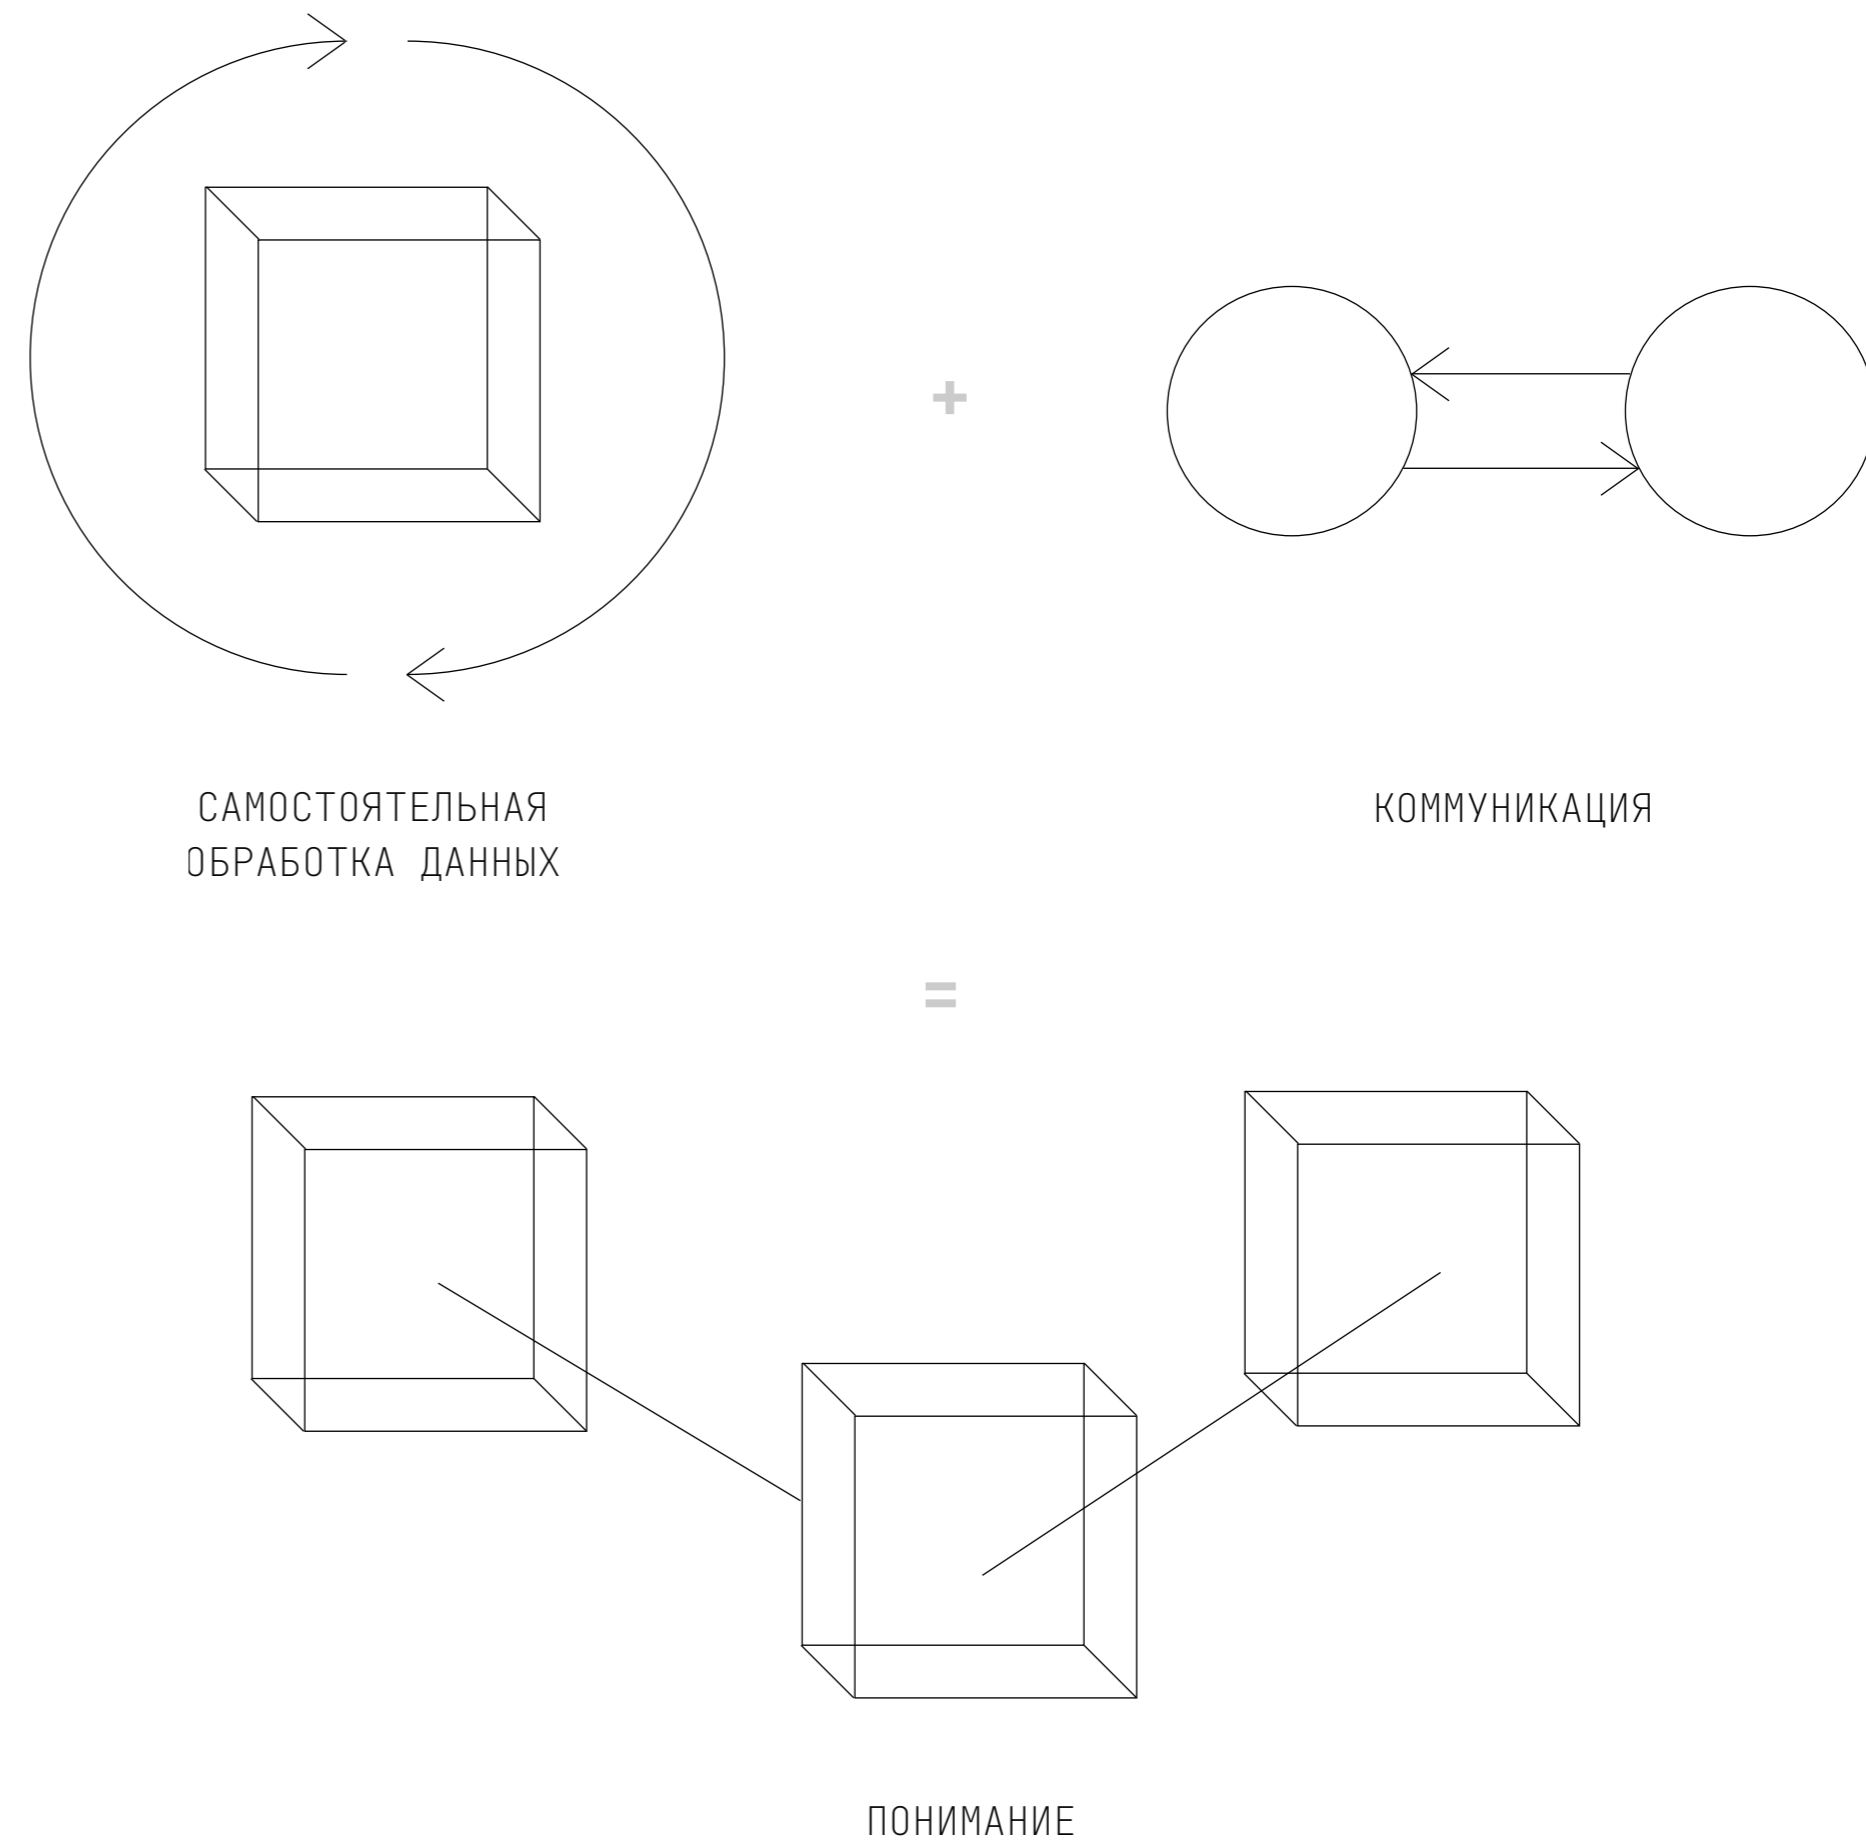 +
САМОСТОЯТЕЛЬНАЯ
ОБРАБОТКА ДАННЫХ
КОММУНИКАЦИЯ
=
ПОНИМАНИЕ